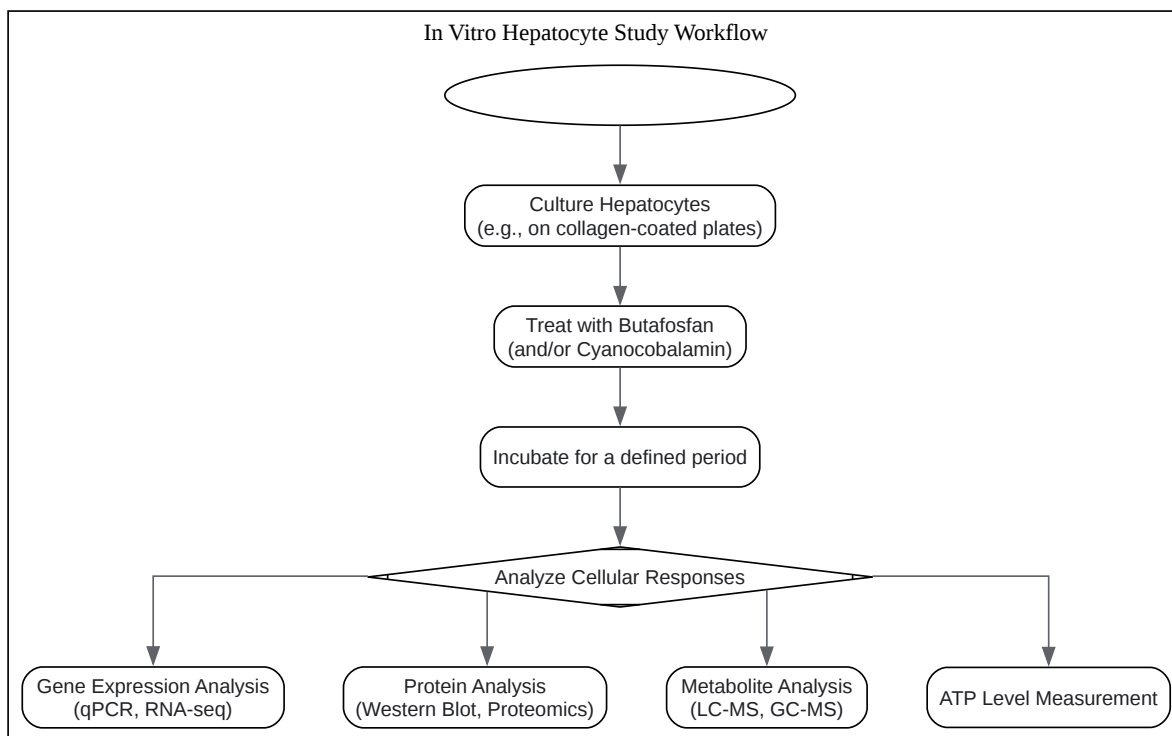 In Vitro Hepatocyte Study Workflow
Culture Hepatocytes
(e.g., on collagen-coated plates)
Treat with Butafosfan
(and/or Cyanocobalamin)
Incubate for a defined period
Analyze Cellular Responses
Gene Expression Analysis
(qPCR, RNA-seq)
Protein Analysis
(Western Blot, Proteomics)
Metabolite Analysis
(LC-MS, GC-MS)
ATP Level Measurement